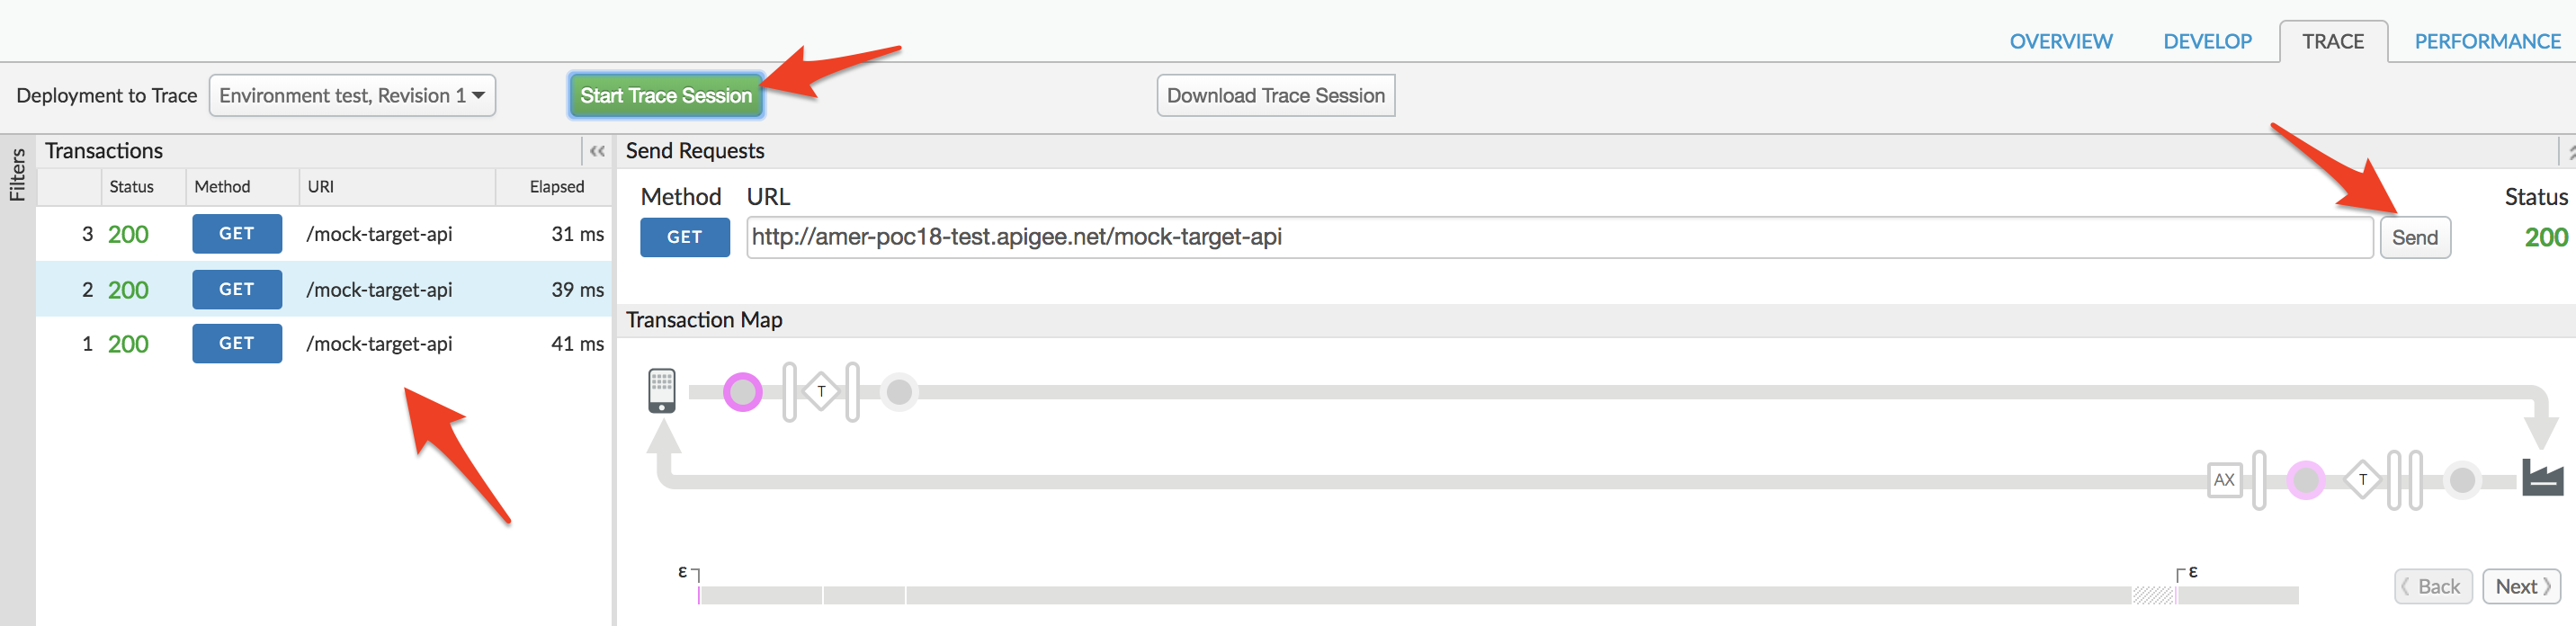 OVERVIEW DEVELOP TRACE PERFORMANCE
Deployment to Trace Environment test, Revision 1 Start Trace Session Download Trace Session
Filters
Transactions
Status Method URI Elapsed
3 200 GET /mock-target-api 31 ms
2 200 GET /mock-target-api 39 ms
1 200 GET /mock-target-api 41 ms
Send Requests
Method URL Status
GET http://amer-poc18-test.apigee.net/mock-target-api Send 200
Transaction Map
T
AX T
ε ε
Back Next